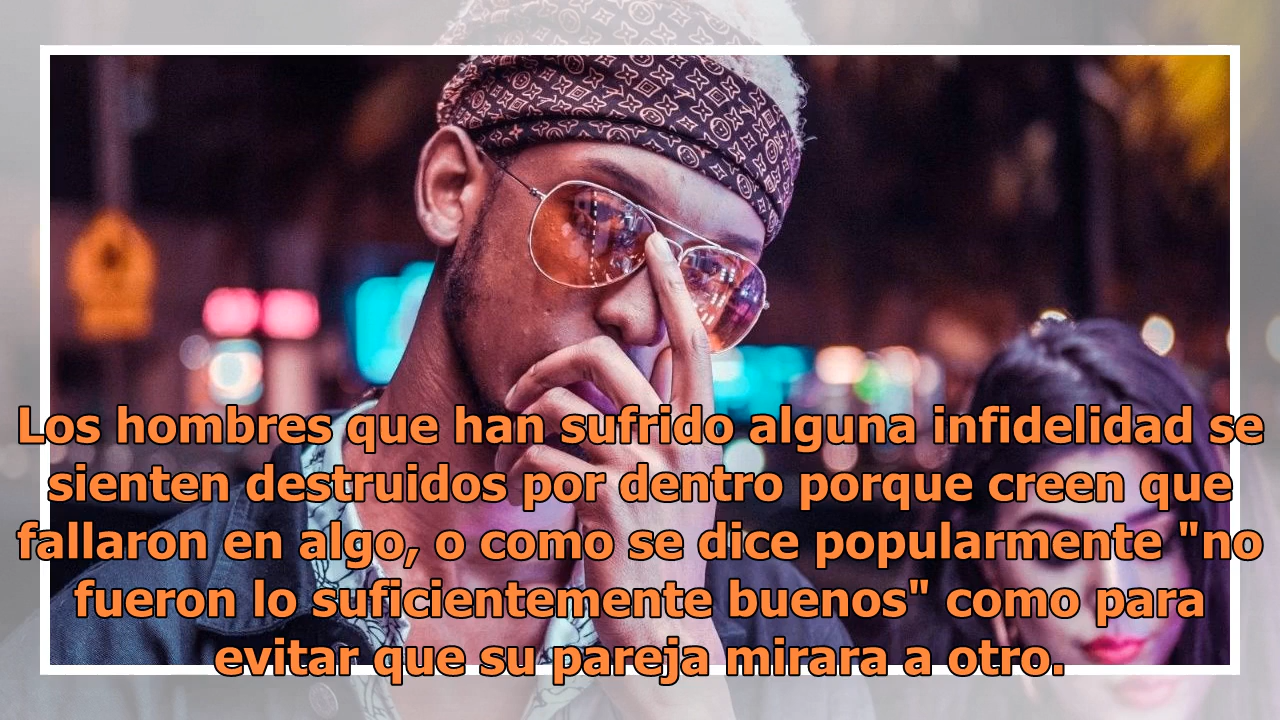 Los hombres que han sufrido alguna infidelidad se
sienten destruidos por dentro porque creen que
fallaron en algo, o como se dice popularmente "no
fueron lo suficientemente buenos" como para
evitar que su pareja mirara a otro.